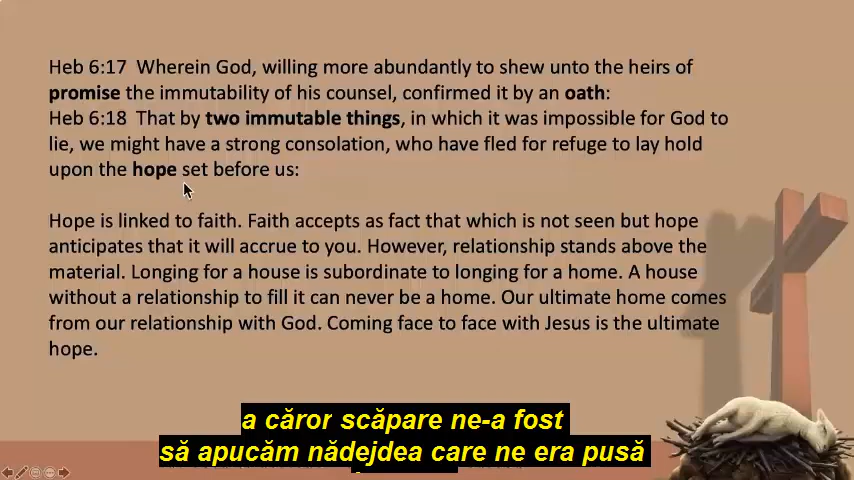 Heb 6:17  Wherein God, willing more abundantly to shew unto the heirs of
promise the immutability of his counsel, confirmed it by an oath:
Heb 6:18  That by two immutable things, in which it was impossible for God to
lie, we might have a strong consolation, who have fled for refuge to lay hold
upon the hope set before us:
Hope is linked to faith. Faith accepts as fact that which is not seen but hope
anticipates that it will accrue to you. However, relationship stands above the
material. Longing for a house is subordinate to longing for a home. A house
without a relationship to fill it can never be a home. Our ultimate home comes
from our relationship with God. Coming face to face with Jesus is the ultimate
hope.
a căror scăpare ne-a fost
să apucăm nădejdea care ne era pusă